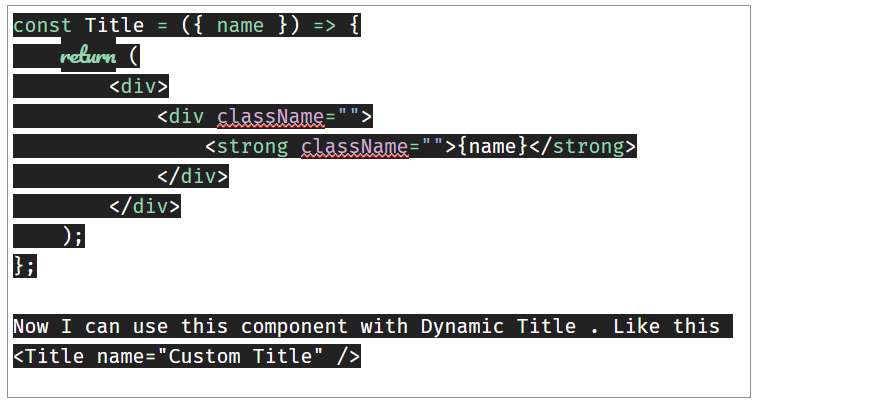 const Title = ({ name }) => {
    return (
        <div>
            <div className="">
                <strong className="">{name}</strong>
            </div>
        </div>
    );
};

Now I can use this component with Dynamic Title . Like this
<Title name="Custom Title" />